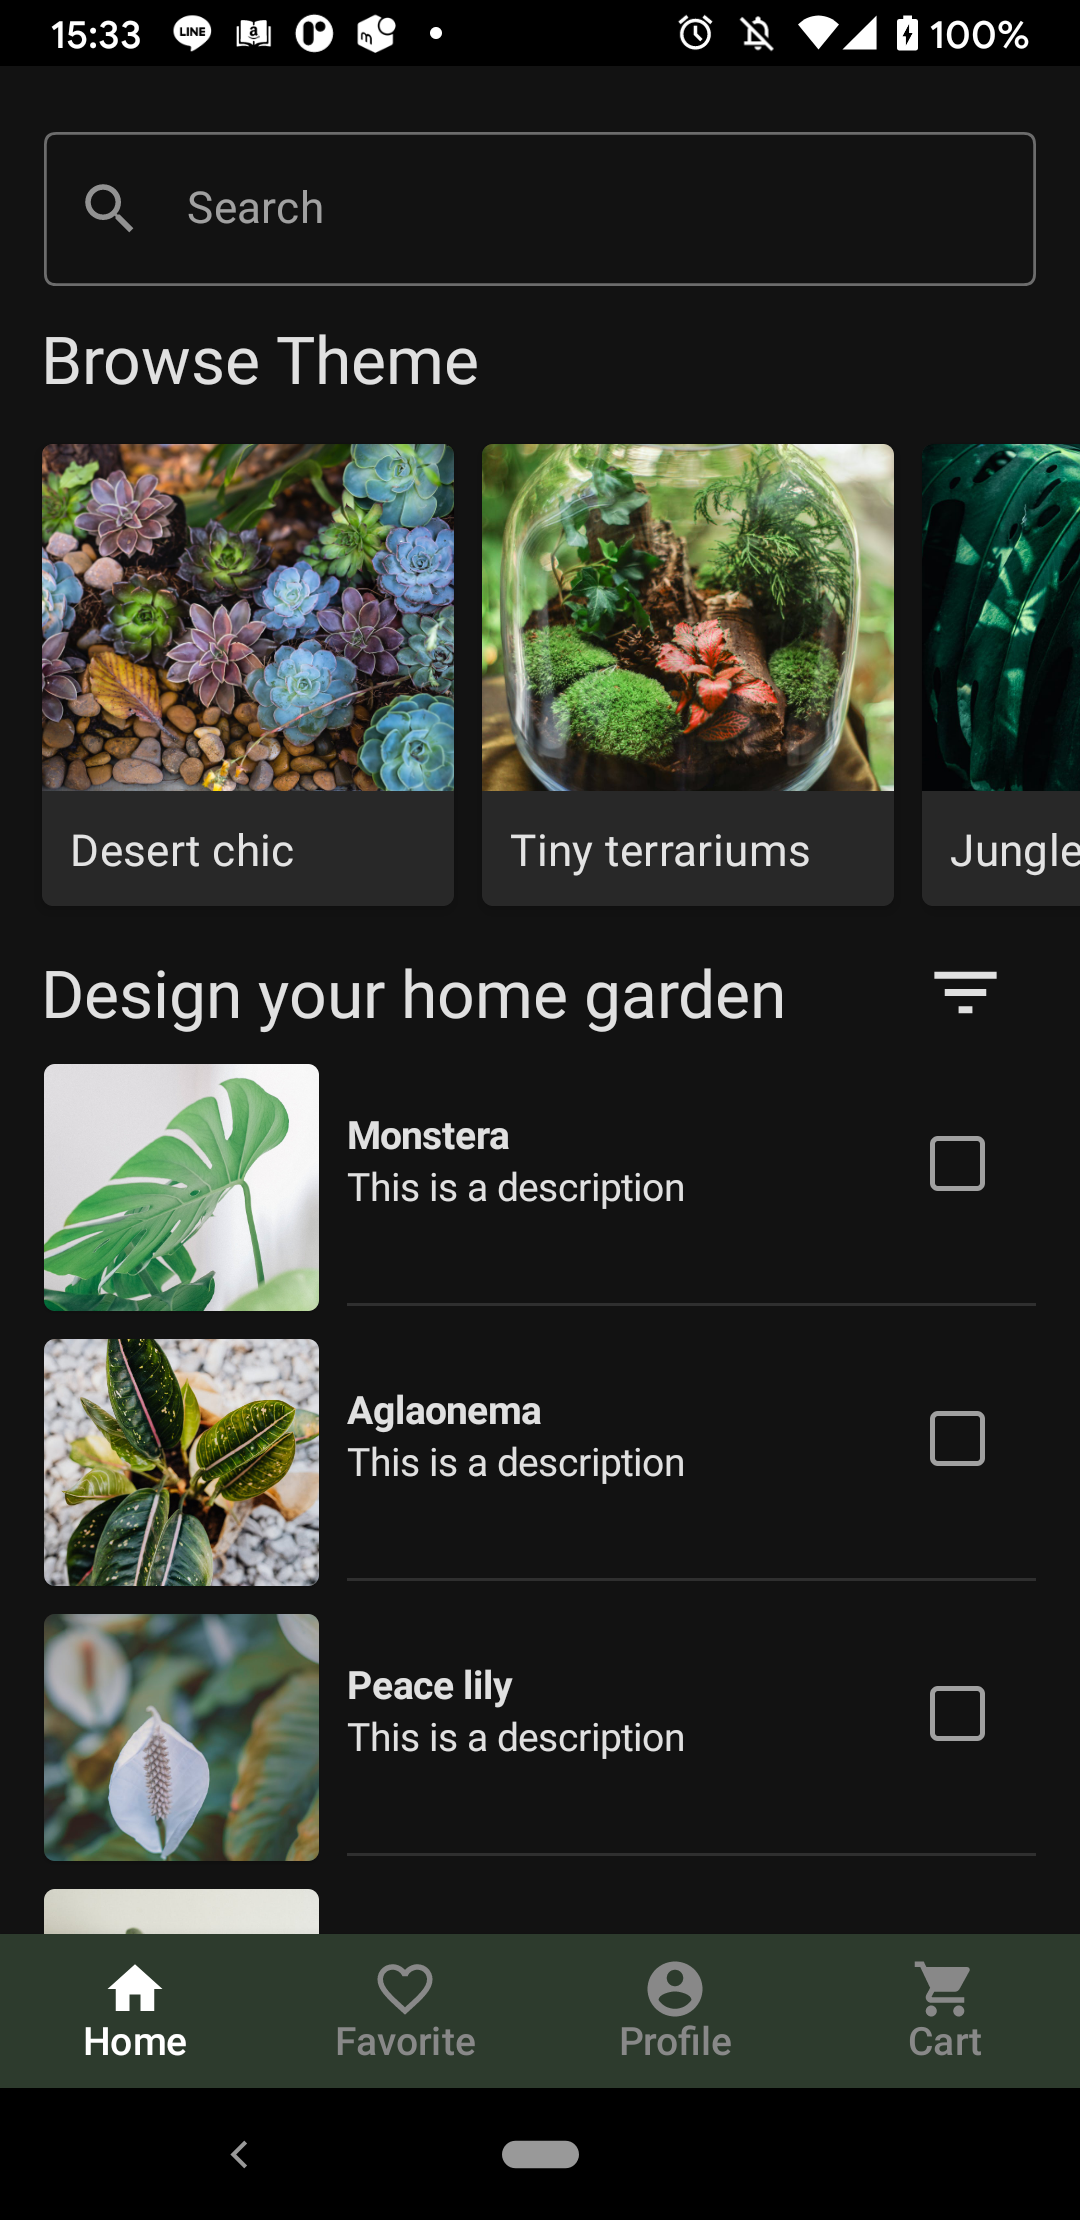 15:33
LINE
100%
Search
Browse Theme
Desert chic
Tiny terrariums
Jungle
Design your home garden
Monstera
This is a description
Aglaonema
This is a description
Peace lily
This is a description
Home
Favorite
Profile
Cart